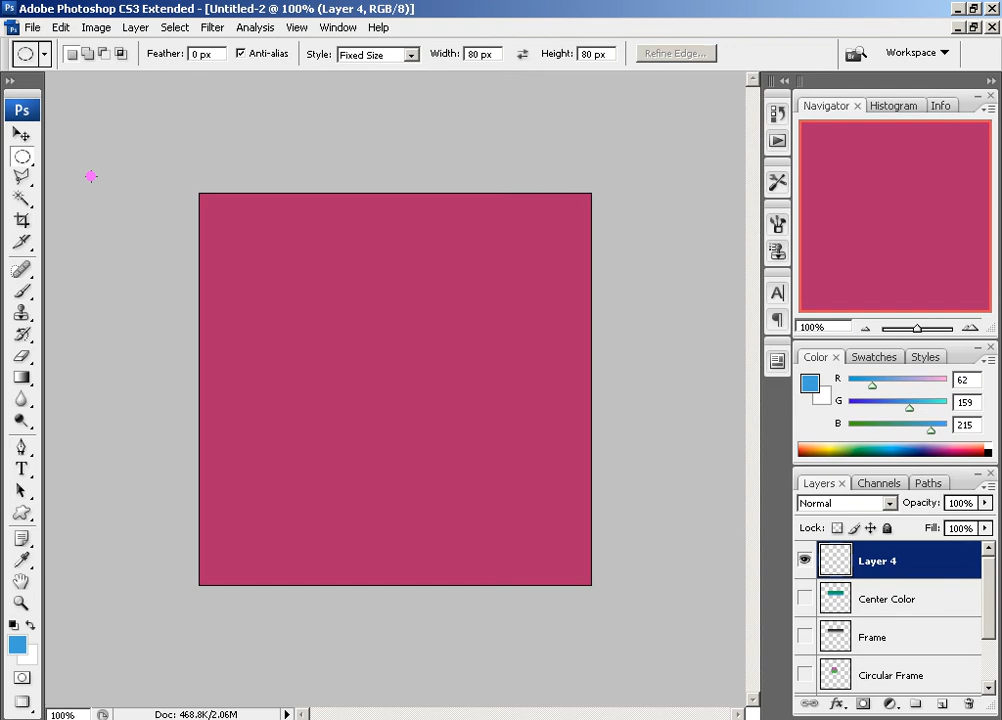 Ps Adobe Photoshop CS3 Extended - [Untitled-2 @ 100% (Layer 4, RGB/8)]
File Edit Image Layer Select Filter Analysis View Window Help
Feather: 0 px Anti-alias Style: Fixed Size Width: 80 px Height: 80 px Refine Edge... Workspace
Ps
T
Navigator Histogram Info
100%
A
Color Swatches Styles
R 62
G 159
B 215
Layers Channels Paths
Normal Opacity: 100%
Lock: Fill: 100%
Layer 4
Center Color
Frame
Circular Frame
fx
100% Doc: 468.8K/2.06M